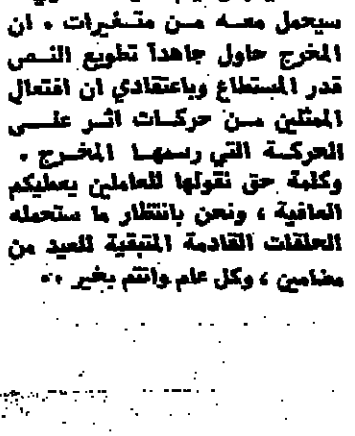 سيحمل معه من متغيرات . ان
المخرج حاول جاهدآ تطويع النص
قدر المستطاع وباعتقادي ان افتعال
الممثلين من حركات اثر على
الحركة التي رسمها المخرج .
وكلمة حق نقولها للعاملين يعطيكم
العافية ، ونحن بانتظار ما ستحمله
الحلقات القادمة المتبقية للعيد من
مضامين ، وكل علم وانتم بخير ..